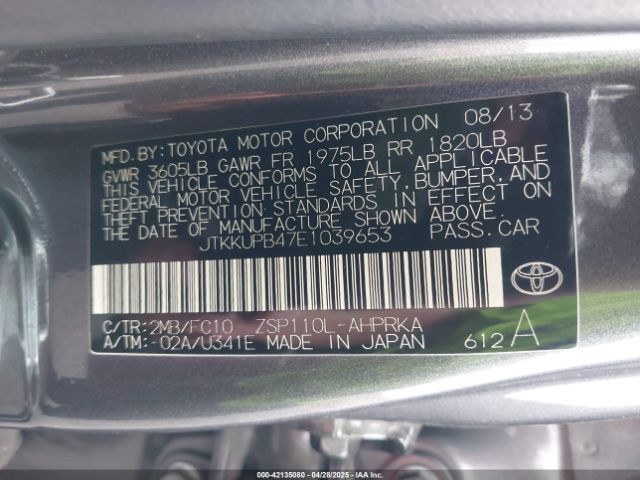 MFD.BY:TOYOTA MOTOR CORPORATION 08/13
GVWR 3605LB GAWR FR 1975LB RR 1820LB
THIS VEHICLE CONFORMS TO ALL APPLICABLE
FEDERAL MOTOR VEHICLE SAFETY, BUMPER, AND
THEFT PREVENTION STANDARDS IN EFFECT ON
THE DATE OF MANUFACTURE SHOWN ABOVE.
JTKKUPB47E1039653 PASS.CAR
C/TR:2MB/FC10 ZSP110L-AHPRKA
A/TM:-02A/U341E MADE IN JAPAN 612 A
000-42135080 | 04/28/2025 | IAAI.com